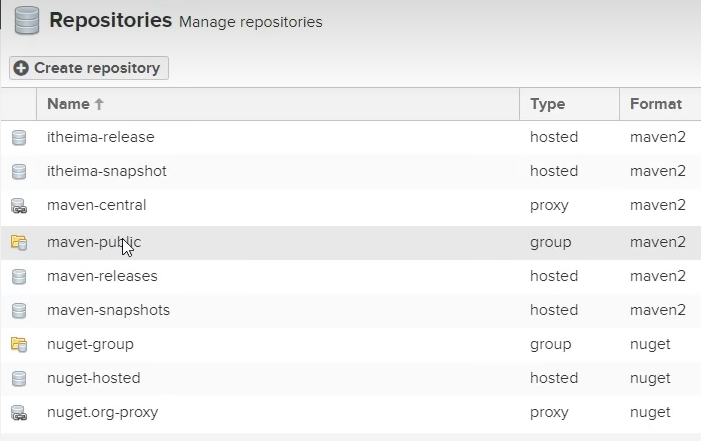 Repositories Manage repositories
Create repository
Name Type Format
itheima-release hosted maven2
itheima-snapshot hosted maven2
maven-central proxy maven2
maven-public group maven2
maven-releases hosted maven2
maven-snapshots hosted maven2
nuget-group group nuget
nuget-hosted hosted nuget
nuget.org-proxy proxy nuget